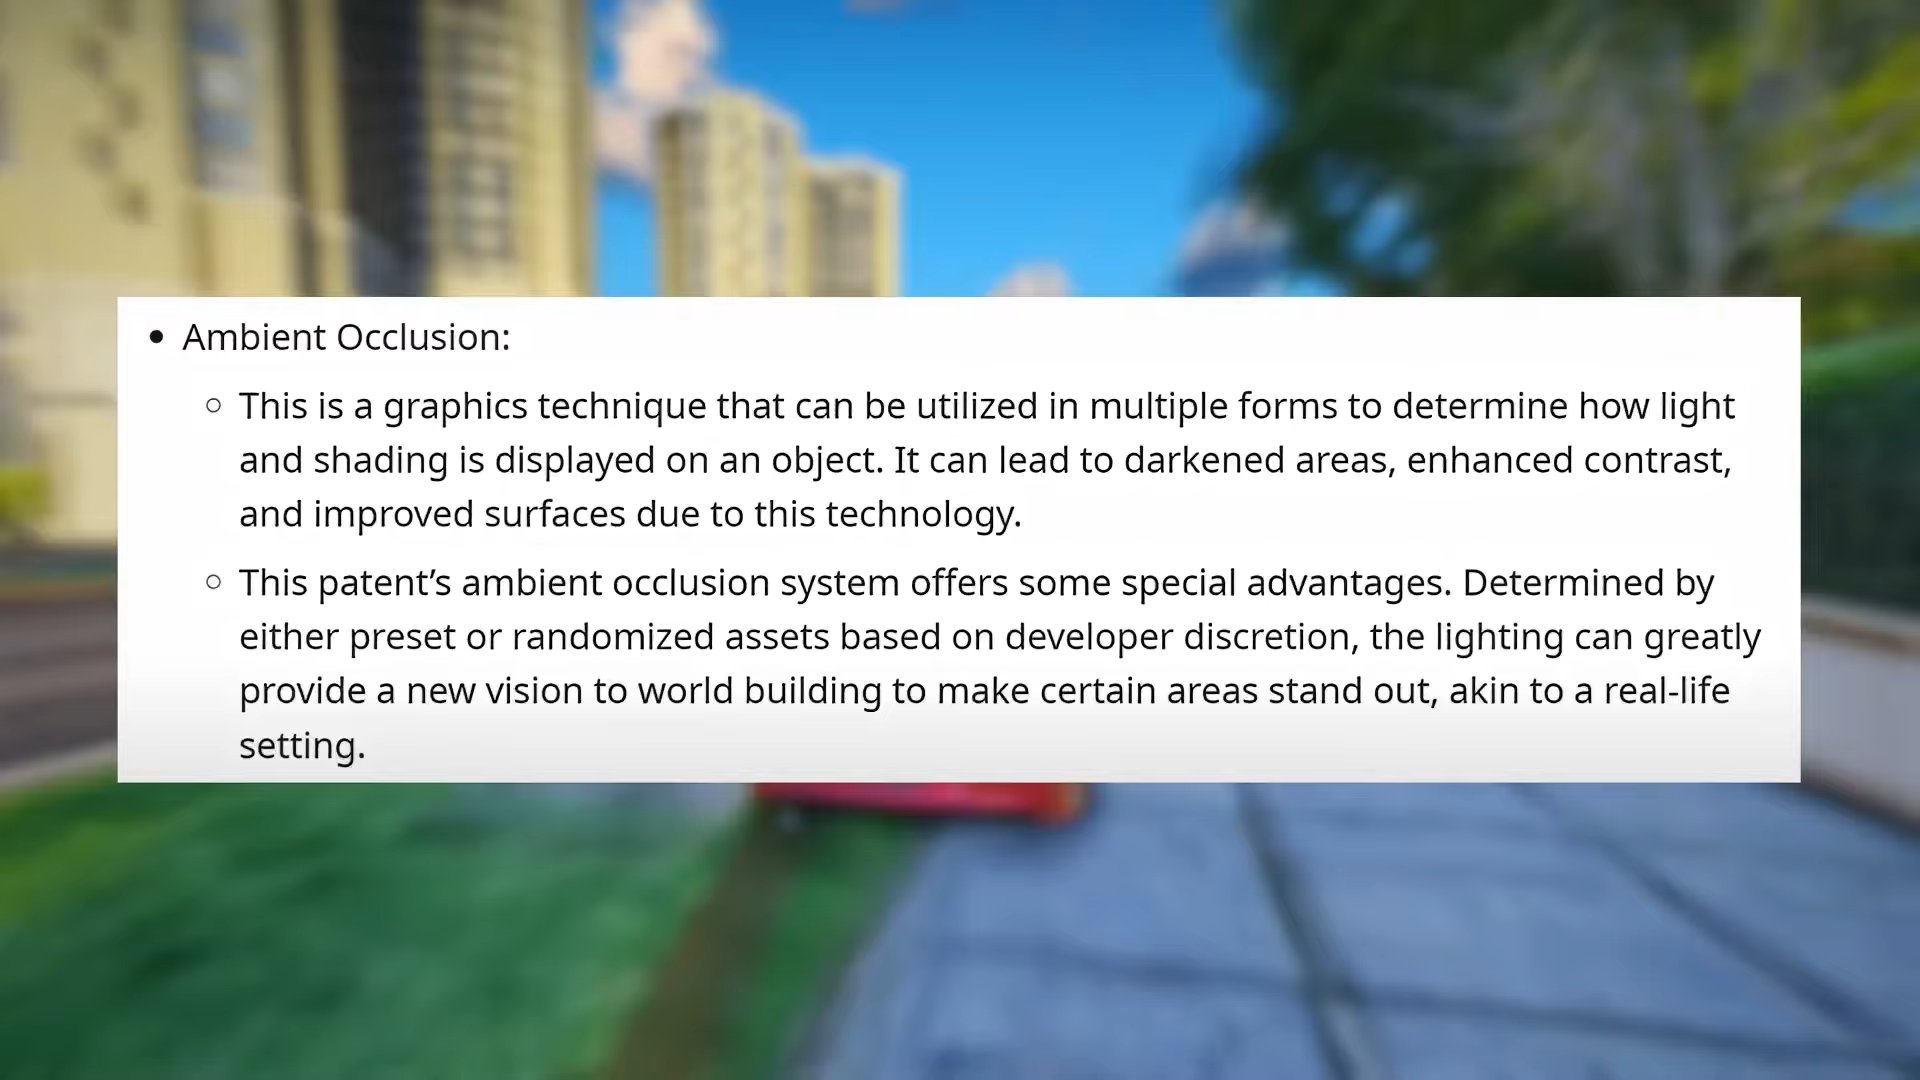 • Ambient Occlusion:
○ This is a graphics technique that can be utilized in multiple forms to determine how light
and shading is displayed on an object. It can lead to darkened areas, enhanced contrast,
and improved surfaces due to this technology.
○ This patent’s ambient occlusion system offers some special advantages. Determined by
either preset or randomized assets based on developer discretion, the lighting can greatly
provide a new vision to world building to make certain areas stand out, akin to a real-life
setting.